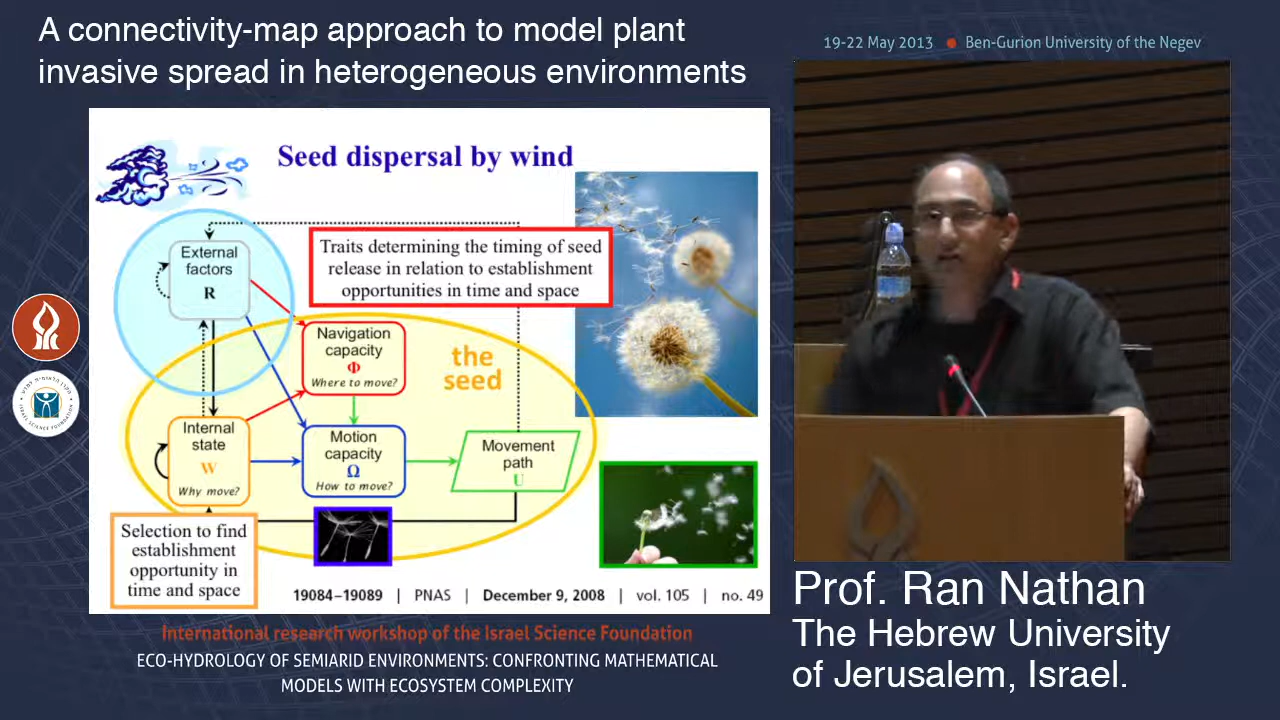 A connectivity-map approach to model plant
invasive spread in heterogeneous environments
19-22 May 2013 ● Ben-Gurion University of the Negev
Seed dispersal by wind
External
factors
R
Traits determining the timing of seed
release in relation to establishment
opportunities in time and space
Navigation
capacity
Φ
Where to move?
the
seed
Internal
state
W
Why move?
Motion
capacity
Ω
How to move?
Movement
path
U
Selection to find
establishment
opportunity in
time and space
19084–19089 | PNAS | December 9, 2008 | vol. 105 | no. 49
International research workshop of the Israel Science Foundation
ECO-HYDROLOGY OF SEMIARID ENVIRONMENTS: CONFRONTING MATHEMATICAL
MODELS WITH ECOSYSTEM COMPLEXITY
Prof. Ran Nathan
The Hebrew University
of Jerusalem, Israel.